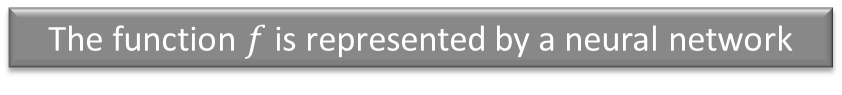 The function f is represented by a neural network